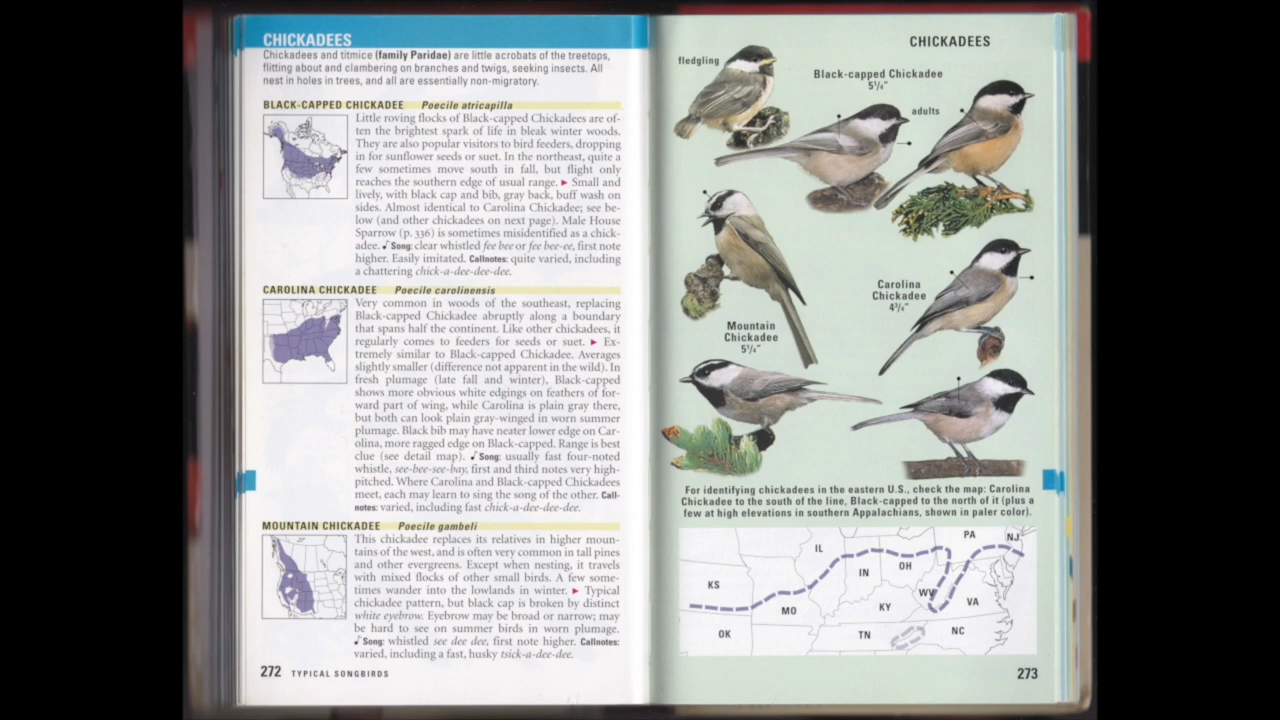 CHICKADEES
Chickadees and titmice (family Paridae) are little acrobats of the treetops,
flitting about and clambering on branches and twigs, seeking insects. All
nest in holes in trees, and all are essentially non-migratory.
BLACK-CAPPED CHICKADEE Poecile atricapilla
Little roving flocks of Black-capped Chickadees are of-
ten the brightest spark of life in bleak winter woods.
They are also popular visitors to bird feeders, dropping
in for sunflower seeds or suet. In the northeast, quite a
few sometimes move south in fall, but flight only
reaches the southern edge of usual range. ► Small and
lively, with black cap and bib, gray back, buff wash on
sides. Almost identical to Carolina Chickadee; see be-
low (and other chickadees on next page). Male House
Sparrow (p. 336) is sometimes misidentified as a chick-
adee. ♪ Song: clear whistled fee bee or fee bee-ee, first note
higher. Easily imitated. Callnotes: quite varied, including
a chattering chick-a-dee-dee-dee.
CAROLINA CHICKADEE Poecile carolinensis
Very common in woods of the southeast, replacing
Black-capped Chickadee abruptly along a boundary
that spans half the continent. Like other chickadees, it
regularly comes to feeders for seeds or suet. ► Ex-
tremely similar to Black-capped Chickadee. Averages
slightly smaller (difference not apparent in the wild). In
fresh plumage (late fall and winter), Black-capped
shows more obvious white edgings on feathers of for-
ward part of wing, while Carolina is plain gray there,
but both can look plain gray-winged in worn summer
plumage. Black bib may have neater lower edge on Car-
olina, more ragged edge on Black-capped. Range is best
clue (see detail map). ♪ Song: usually fast four-noted
whistle, see-bee-see-bay, first and third notes very high-
pitched. Where Carolina and Black-capped Chickadees
meet, each may learn to sing the song of the other. Call-
notes: varied, including fast chick-a-dee-dee-dee.
MOUNTAIN CHICKADEE Poecile gambeli
This chickadee replaces its relatives in higher moun-
tains of the west, and is often very common in tall pines
and other evergreens. Except when nesting, it travels
with mixed flocks of other small birds. A few some-
times wander into the lowlands in winter. ► Typical
chickadee pattern, but black cap is broken by distinct
white eyebrow. Eyebrow may be broad or narrow; may
be hard to see on summer birds in worn plumage.
♪ Song: whistled see dee dee, first note higher. Callnotes:
varied, including a fast, husky tsick-a-dee-dee.
272 TYPICAL SONGBIRDS
CHICKADEES
fledgling
Black-capped Chickadee
5¼"
adults
Carolina
Chickadee
4¾"
Mountain
Chickadee
5¼"
For identifying chickadees in the eastern U.S., check the map: Carolina
Chickadee to the south of the line, Black-capped to the north of it (plus a
few at high elevations in southern Appalachians, shown in paler color).
PA
NJ
IL
IN
OH
KS
WV
VA
MO
KY
OK
TN
NC
273